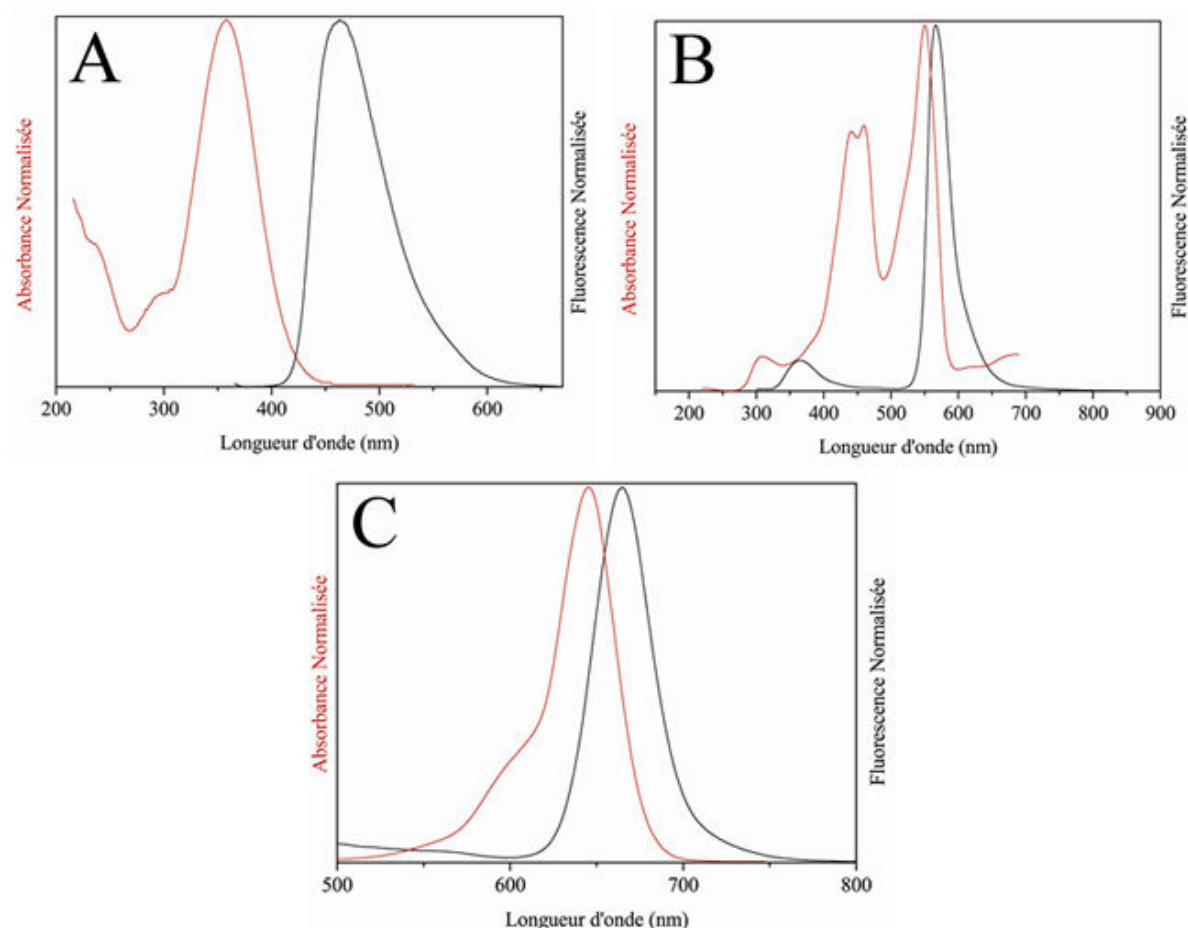 A
Absorbance Normalisée
Fluorescence Normalisée
200 300 400 500 600
Longueur d'onde (nm)
B
Absorbance Normalisée
Fluorescence Normalisée
200 300 400 500 600 700 800 900
Longueur d'onde (nm)
C
Absorbance Normalisée
Fluorescence Normalisée
500 600 700 800
Longueur d'onde (nm)